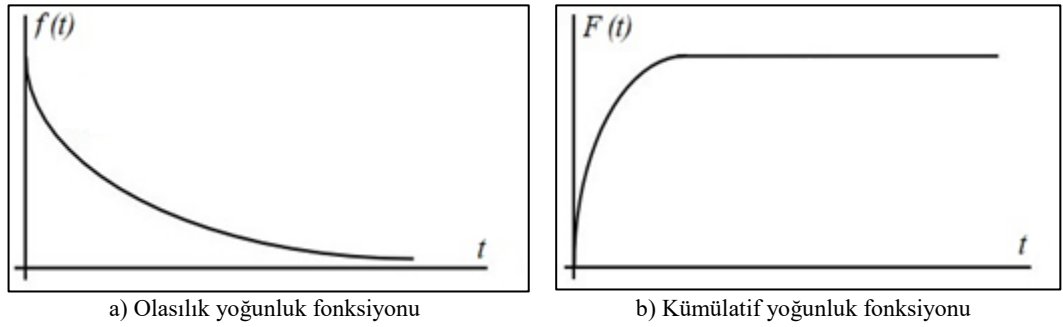 f (t)
t
a) Olasılık yoğunluk fonksiyonu
F (t)
t
b) Kümülatif yoğunluk fonksiyonu